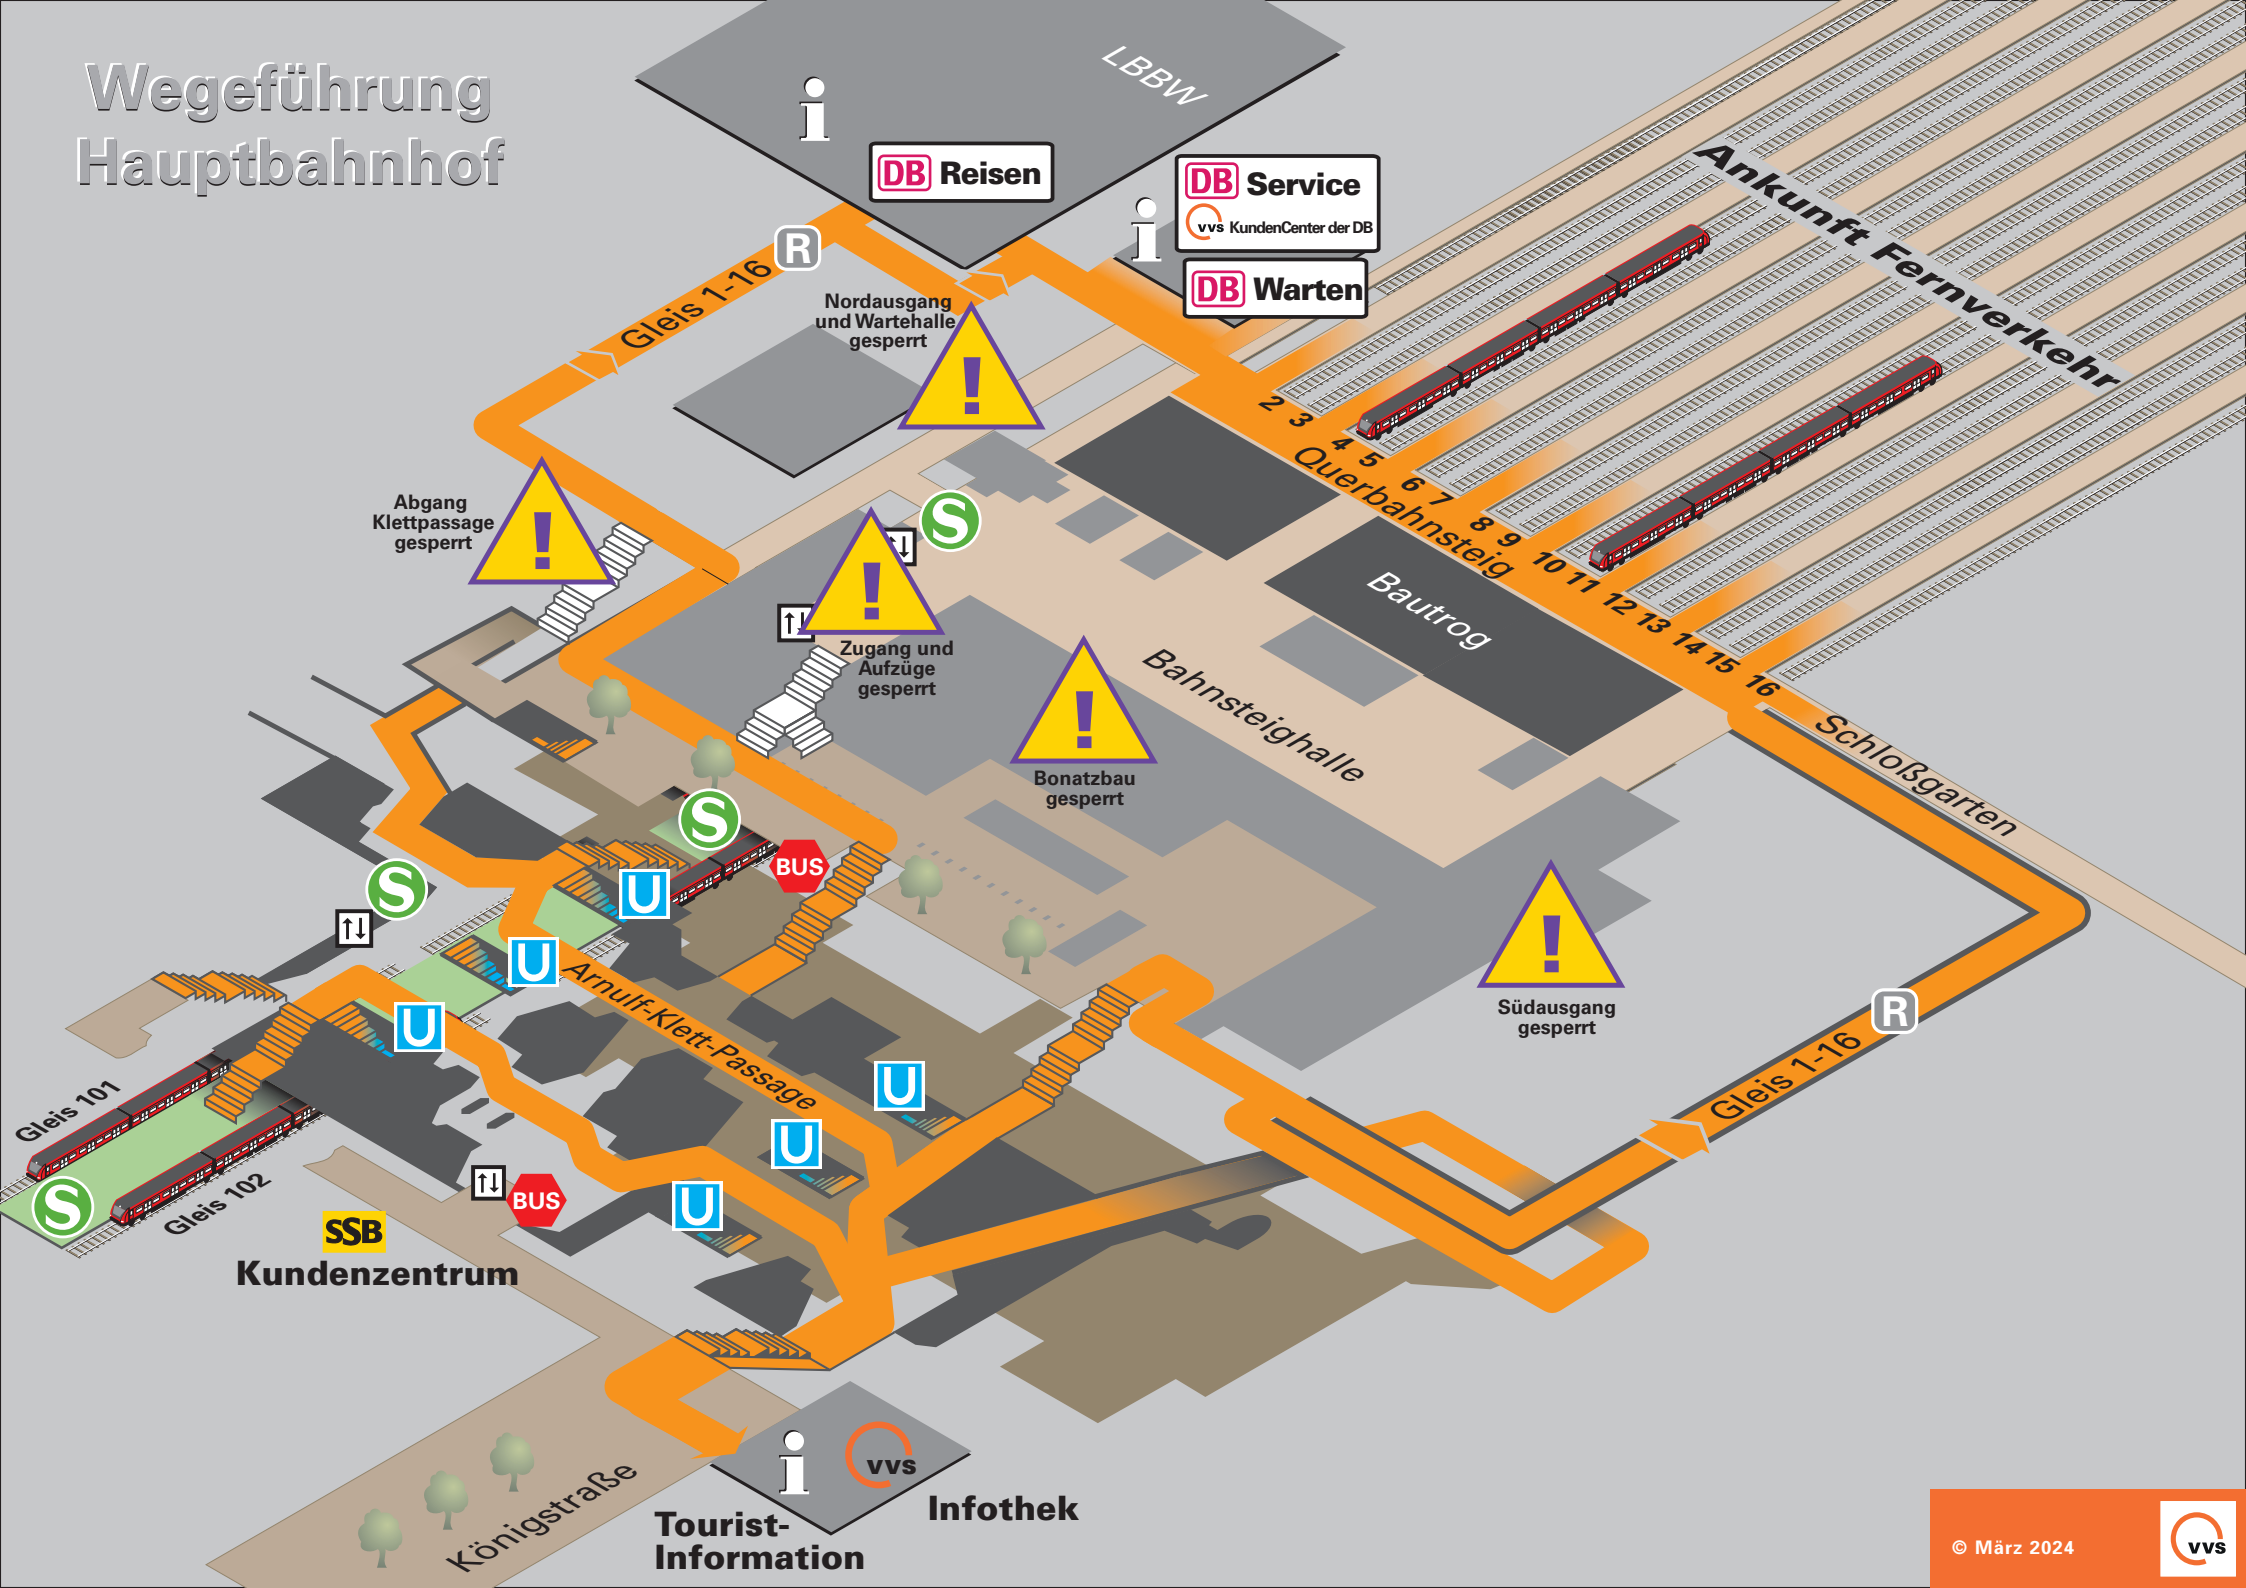 Wegeführung
Hauptbahnhof
LBBW
i
DB Reisen
i
DB Service
vvs KundenCenter der DB
DB Warten
Ankunft Fernverkehr
R
Gleis 1-16
Nordausgang
und Wartehalle
gesperrt
!
2 3 4 5 6 7 8 9 10 11 12 13 14 15 16
Querbahnsteig
Abgang
Klettpassage
gesperrt
!
S
!
Zugang und
Aufzüge
gesperrt
Bautrog
Bahnsteighalle
!
Bonatzbau
gesperrt
Schloßgarten
S
BUS
U
S
!
Südausgang
gesperrt
U
Arnulf-Klett-Passage
U
R
Gleis 1-16
U
U
U
Gleis 101
Gleis 102
S
BUS
SSB
Kundenzentrum
Königstraße
i
vvs
Infothek
Tourist-
Information
© März 2024
vvs